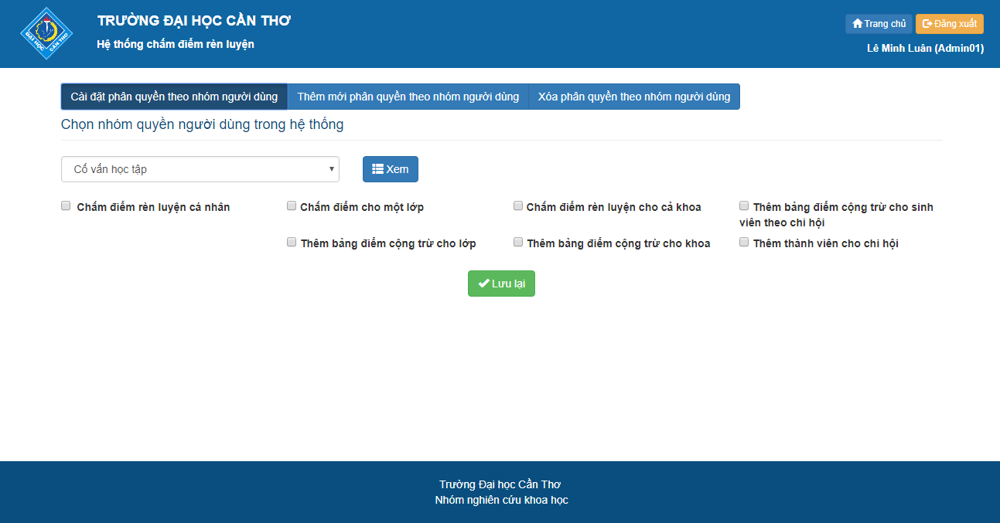 ĐẠI HỌC CẦN THƠ
TRƯỜNG ĐẠI HỌC CẦN THƠ
Hệ thống chấm điểm rèn luyện
Trang chủ
Đăng xuất
Lê Minh Luân (Admin01)
Cài đặt phân quyền theo nhóm người dùng
Thêm mới phân quyền theo nhóm người dùng
Xóa phân quyền theo nhóm người dùng
Chọn nhóm quyền người dùng trong hệ thống
Cố vấn học tập
Xem
Chấm điểm rèn luyện cá nhân
Chấm điểm cho một lớp
Chấm điểm rèn luyện cho cả khoa
Thêm bảng điểm cộng trừ cho sinh
viên theo chi hội
Thêm bảng điểm cộng trừ cho lớp
Thêm bảng điểm cộng trừ cho khoa
Thêm thành viên cho chi hội
Lưu lại
Trường Đại học Cần Thơ
Nhóm nghiên cứu khoa học